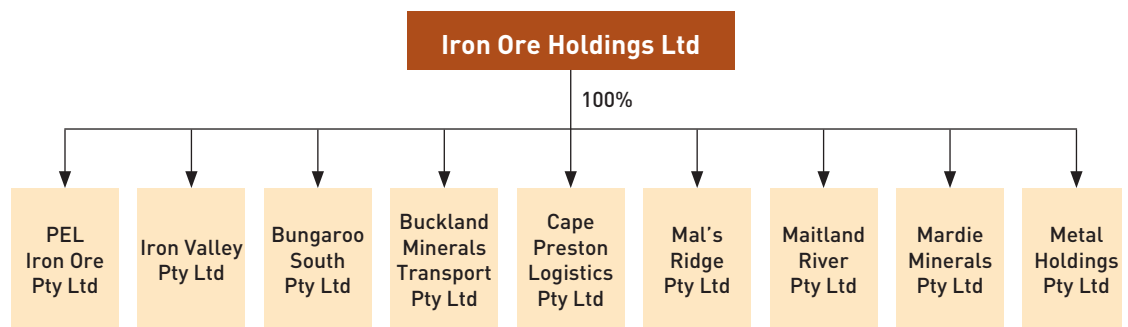 Iron Ore Holdings Ltd
100%
PEL
Iron Ore
Pty Ltd
Iron Valley
Pty Ltd
Bungaroo
South
Pty Ltd
Buckland
Minerals
Transport
Pty Ltd
Cape
Preston
Logistics
Pty Ltd
Mal's
Ridge
Pty Ltd
Maitland
River
Pty Ltd
Mardie
Minerals
Pty Ltd
Metal
Holdings
Pty Ltd